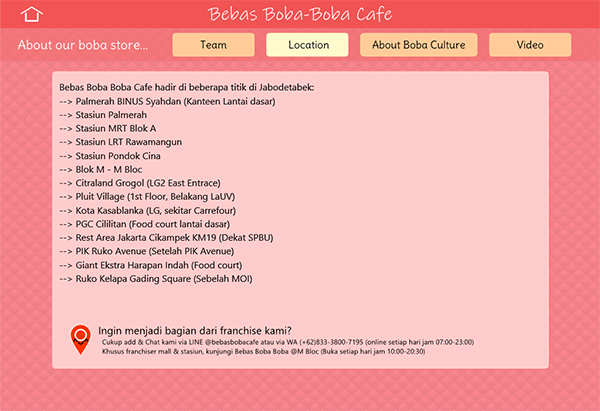 Bebas Boba-Boba Cafe
About our boba store... Team Location About Boba Culture Video
Bebas Boba Boba Cafe hadir di beberapa titik di Jabodetabek:
--> Palmerah BINUS Syahdan (Kanteen Lantai dasar)
--> Stasiun Palmerah
--> Stasiun MRT Blok A
--> Stasiun LRT Rawamangun
--> Stasiun Pondok Cina
--> Blok M - M Bloc
--> Citraland Grogol (LG2 East Entrace)
--> Pluit Village (1st Floor, Belakang LaUV)
--> Kota Kasablanka (LG, sekitar Carrefour)
--> PGC Cililitan (Food court lantai dasar)
--> Rest Area Jakarta Cikampek KM19 (Dekat SPBU)
--> PIK Ruko Avenue (Setelah PIK Avenue)
--> Giant Ekstra Harapan Indah (Food court)
--> Ruko Kelapa Gading Square (Sebelah MOI)
Ingin menjadi bagian dari franchise kami?
Cukup add & Chat kami via LINE @bebasbobacafe atau via WA (+62)833-3800-7195 (online setiap hari jam 07:00-23:00)
Khusus franchiser mall & stasiun, kunjungi Bebas Boba Boba @M Bloc (Buka setiap hari jam 10:00-20:30)